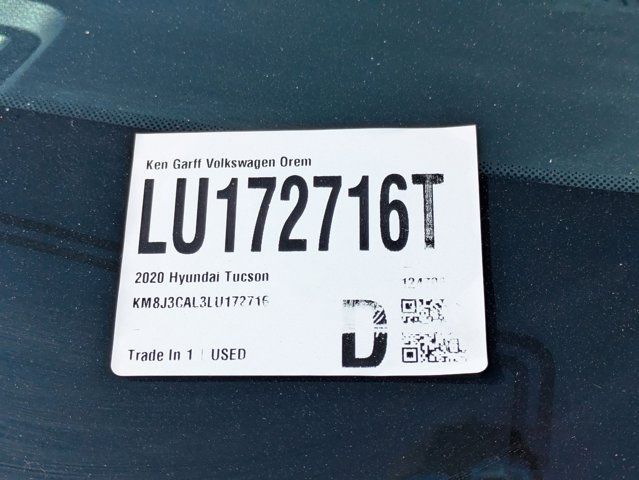 Ken Garff Volkswagen Orem
LU172716T
2020 Hyundai Tucson
KM8J3CAL3LU172716
D
Trade In 1 | USED